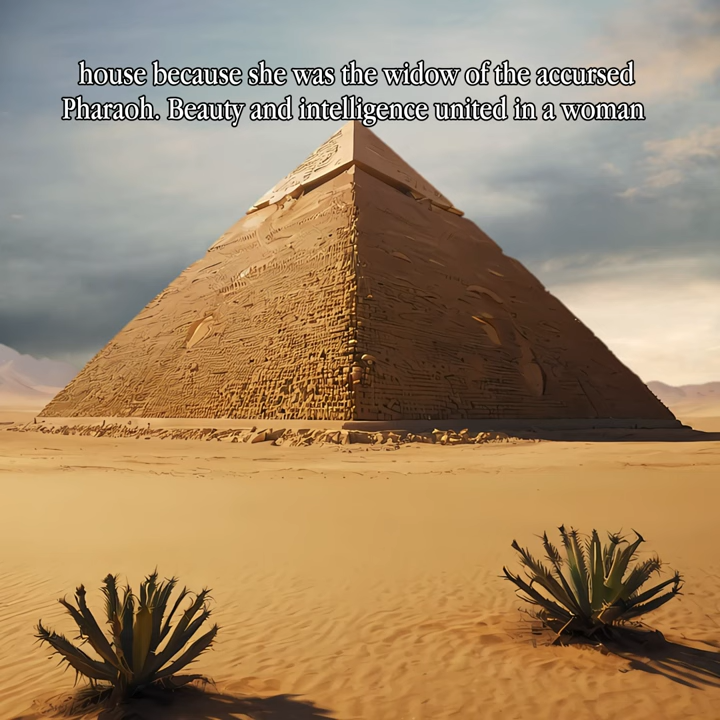 house because she was the widow of the accursed
Pharaoh. Beauty and intelligence united in a woman